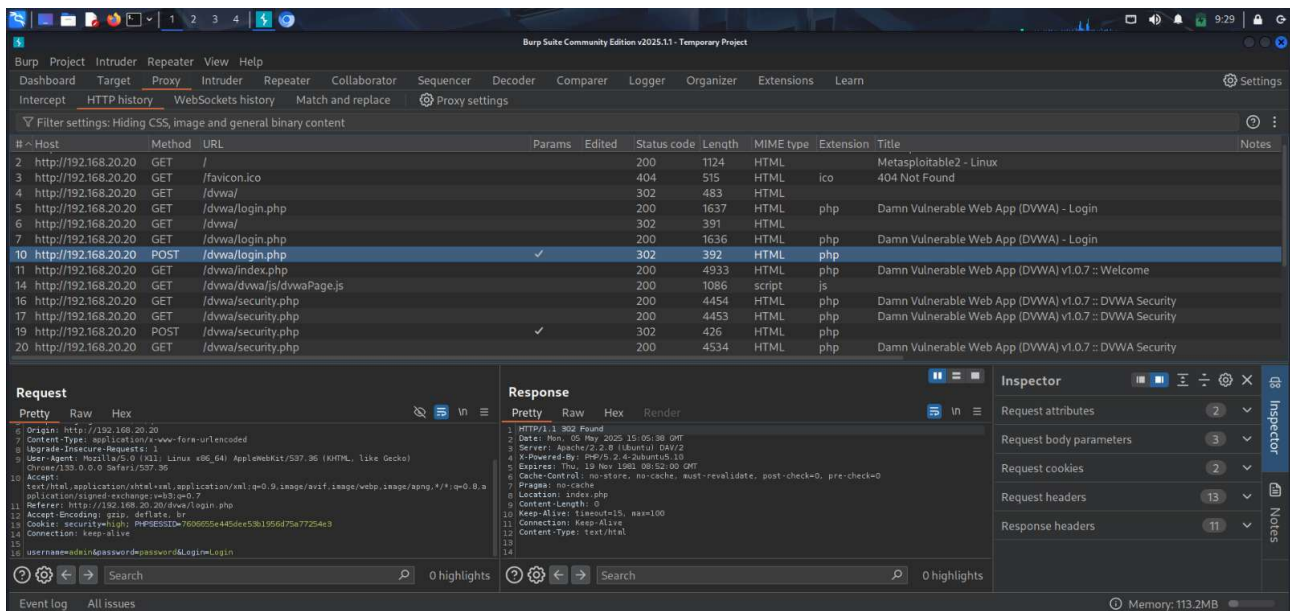 1 2 3 4 9:29
Burp Suite Community Edition v2025.1.1 - Temporary Project
Burp Project Intruder Repeater View Help
Dashboard Target Proxy Intruder Repeater Collaborator Sequencer Decoder Comparer Logger Organizer Extensions Learn Settings
Intercept HTTP history WebSockets history Match and replace Proxy settings
Filter settings: Hiding CSS, image and general binary content
# Host Method URL Params Edited Status code Length MIME type Extension Title Notes
2 http://192.168.20.20 GET / 200 1124 HTML Metasploitable2 - Linux
3 http://192.168.20.20 GET /favicon.ico 404 515 HTML ico 404 Not Found
4 http://192.168.20.20 GET /dvwa/ 302 483 HTML
5 http://192.168.20.20 GET /dvwa/login.php 200 1637 HTML php Damn Vulnerable Web App (DVWA) - Login
6 http://192.168.20.20 GET /dvwa/ 302 391 HTML
7 http://192.168.20.20 GET /dvwa/login.php 200 1636 HTML php Damn Vulnerable Web App (DVWA) - Login
10 http://192.168.20.20 POST /dvwa/login.php ✓ 302 392 HTML php
11 http://192.168.20.20 GET /dvwa/index.php 200 4933 HTML php Damn Vulnerable Web App (DVWA) v1.0.7 :: Welcome
14 http://192.168.20.20 GET /dvwa/dvwa/js/dvwaPage.js 200 1086 script js
16 http://192.168.20.20 GET /dvwa/security.php 200 4454 HTML php Damn Vulnerable Web App (DVWA) v1.0.7 :: DVWA Security
17 http://192.168.20.20 GET /dvwa/security.php 200 4453 HTML php Damn Vulnerable Web App (DVWA) v1.0.7 :: DVWA Security
19 http://192.168.20.20 POST /dvwa/security.php ✓ 302 426 HTML php
20 http://192.168.20.20 GET /dvwa/security.php 200 4534 HTML php Damn Vulnerable Web App (DVWA) v1.0.7 :: DVWA Security
Request
Pretty Raw Hex \n
6 Origin: http://192.168.20.20
7 Content-Type: application/x-www-form-urlencoded
8 Upgrade-Insecure-Requests: 1
9 User-Agent: Mozilla/5.0 (X11; Linux x86_64) AppleWebKit/537.36 (KHTML, like Gecko)
Chrome/133.0.0.0 Safari/537.36
10 Accept:
text/html,application/xhtml+xml,application/xml;q=0.9,image/avif,image/webp,image/apng,*/*;q=0.8,a
pplication/signed-exchange;v=b3;q=0.7
11 Referer: http://192.168.20.20/dvwa/login.php
12 Accept-Encoding: gzip, deflate, br
13 Cookie: security=high; PHPSESSID=7606655e445dee53b1956d75a77254e3
14 Connection: keep-alive
15
16 username=admin&password=password&Login=Login
Search 0 highlights
Response
Pretty Raw Hex Render \n
1 HTTP/1.1 302 Found
2 Date: Mon, 05 May 2025 15:05:38 GMT
3 Server: Apache/2.2.8 (Ubuntu) DAV/2
4 X-Powered-By: PHP/5.2.4-2ubuntu5.10
5 Expires: Thu, 19 Nov 1981 08:52:00 GMT
6 Cache-Control: no-store, no-cache, must-revalidate, post-check=0, pre-check=0
7 Pragma: no-cache
8 Location: index.php
9 Content-Length: 0
10 Keep-Alive: timeout=15, max=100
11 Connection: Keep-Alive
12 Content-Type: text/html
13
14
Search 0 highlights
Inspector
Request attributes 2
Request body parameters 3
Request cookies 2
Request headers 13
Response headers 11
Inspector
Notes
Event log All issues Memory: 113.2MB